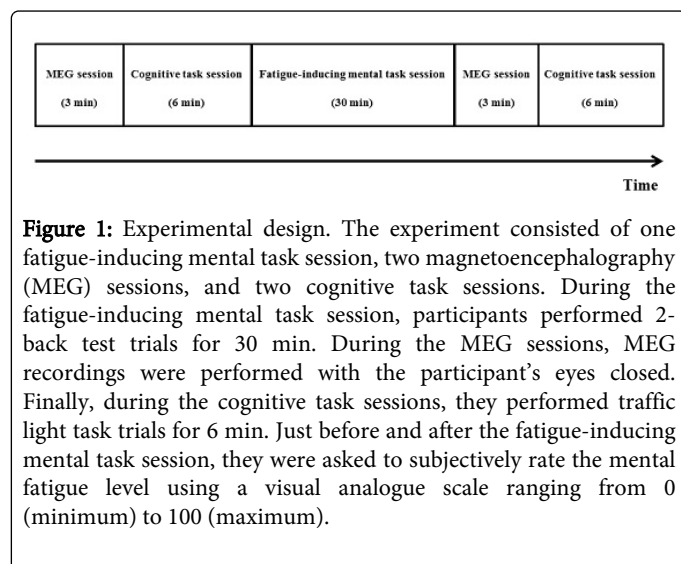 MEG session Cognitive task session Fatigue-inducing mental task session MEG session Cognitive task session
(3 min) (6 min) (30 min) (3 min) (6 min)
Time
Figure 1: Experimental design. The experiment consisted of one
fatigue-inducing mental task session, two magnetoencephalography
(MEG) sessions, and two cognitive task sessions. During the
fatigue-inducing mental task session, participants performed 2-
back test trials for 30 min. During the MEG sessions, MEG
recordings were performed with the participant's eyes closed.
Finally, during the cognitive task sessions, they performed traffic
light task trials for 6 min. Just before and after the fatigue-inducing
mental task session, they were asked to subjectively rate the mental
fatigue level using a visual analogue scale ranging from 0
(minimum) to 100 (maximum).